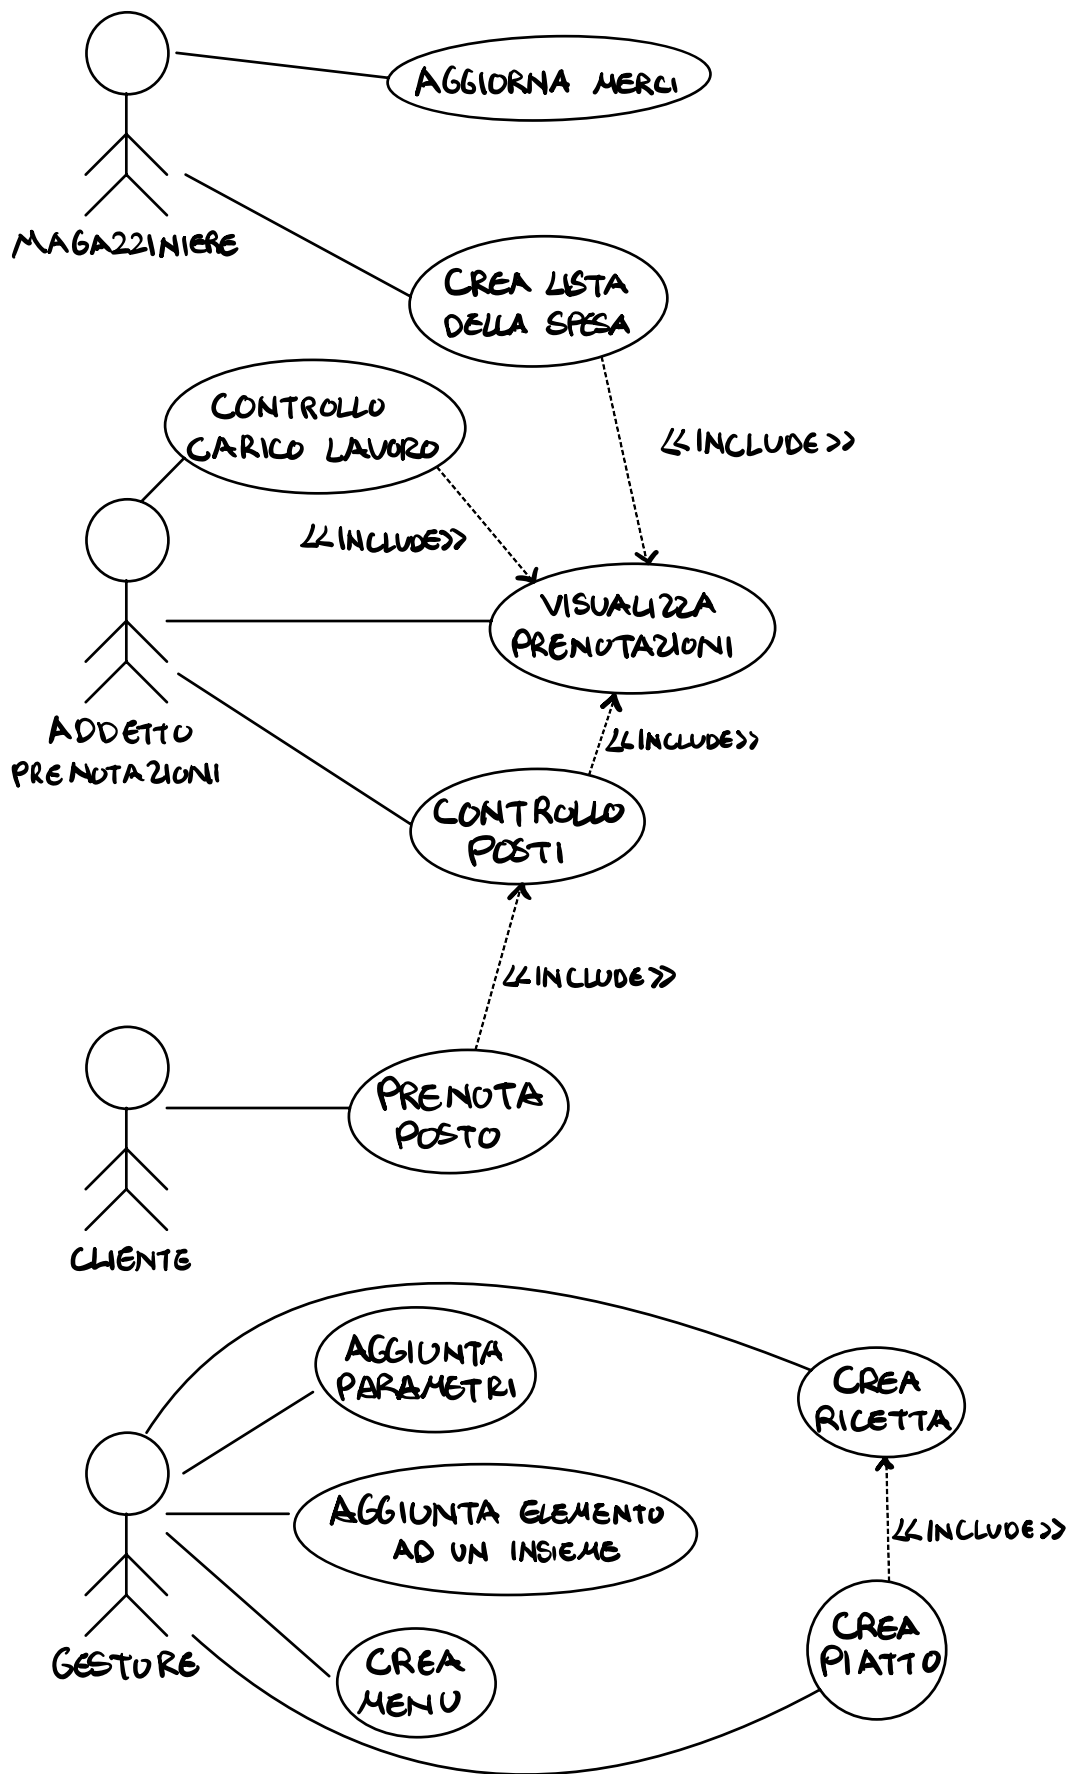 AGGIORNA MERCI
MAGAZZINIERE
CREA LISTA
DELLA SPESA
CONTROLLO
CARICO LAVORO
<<INCLUDE>>
<<INCLUDE>>
VISUALIZZA
PRENOTAZIONI
ADDETTO
PRENOTAZIONI
<<INCLUDE>>
CONTROLLO
POSTI
<<INCLUDE>>
PRENOTA
POSTO
CLIENTE
AGGIUNTA
PARAMETRI
CREA
RICETTA
AGGIUNTA ELEMENTO
AD UN INSIEME
<<INCLUDE>>
GESTORE
CREA
MENU
CREA
PIATTO